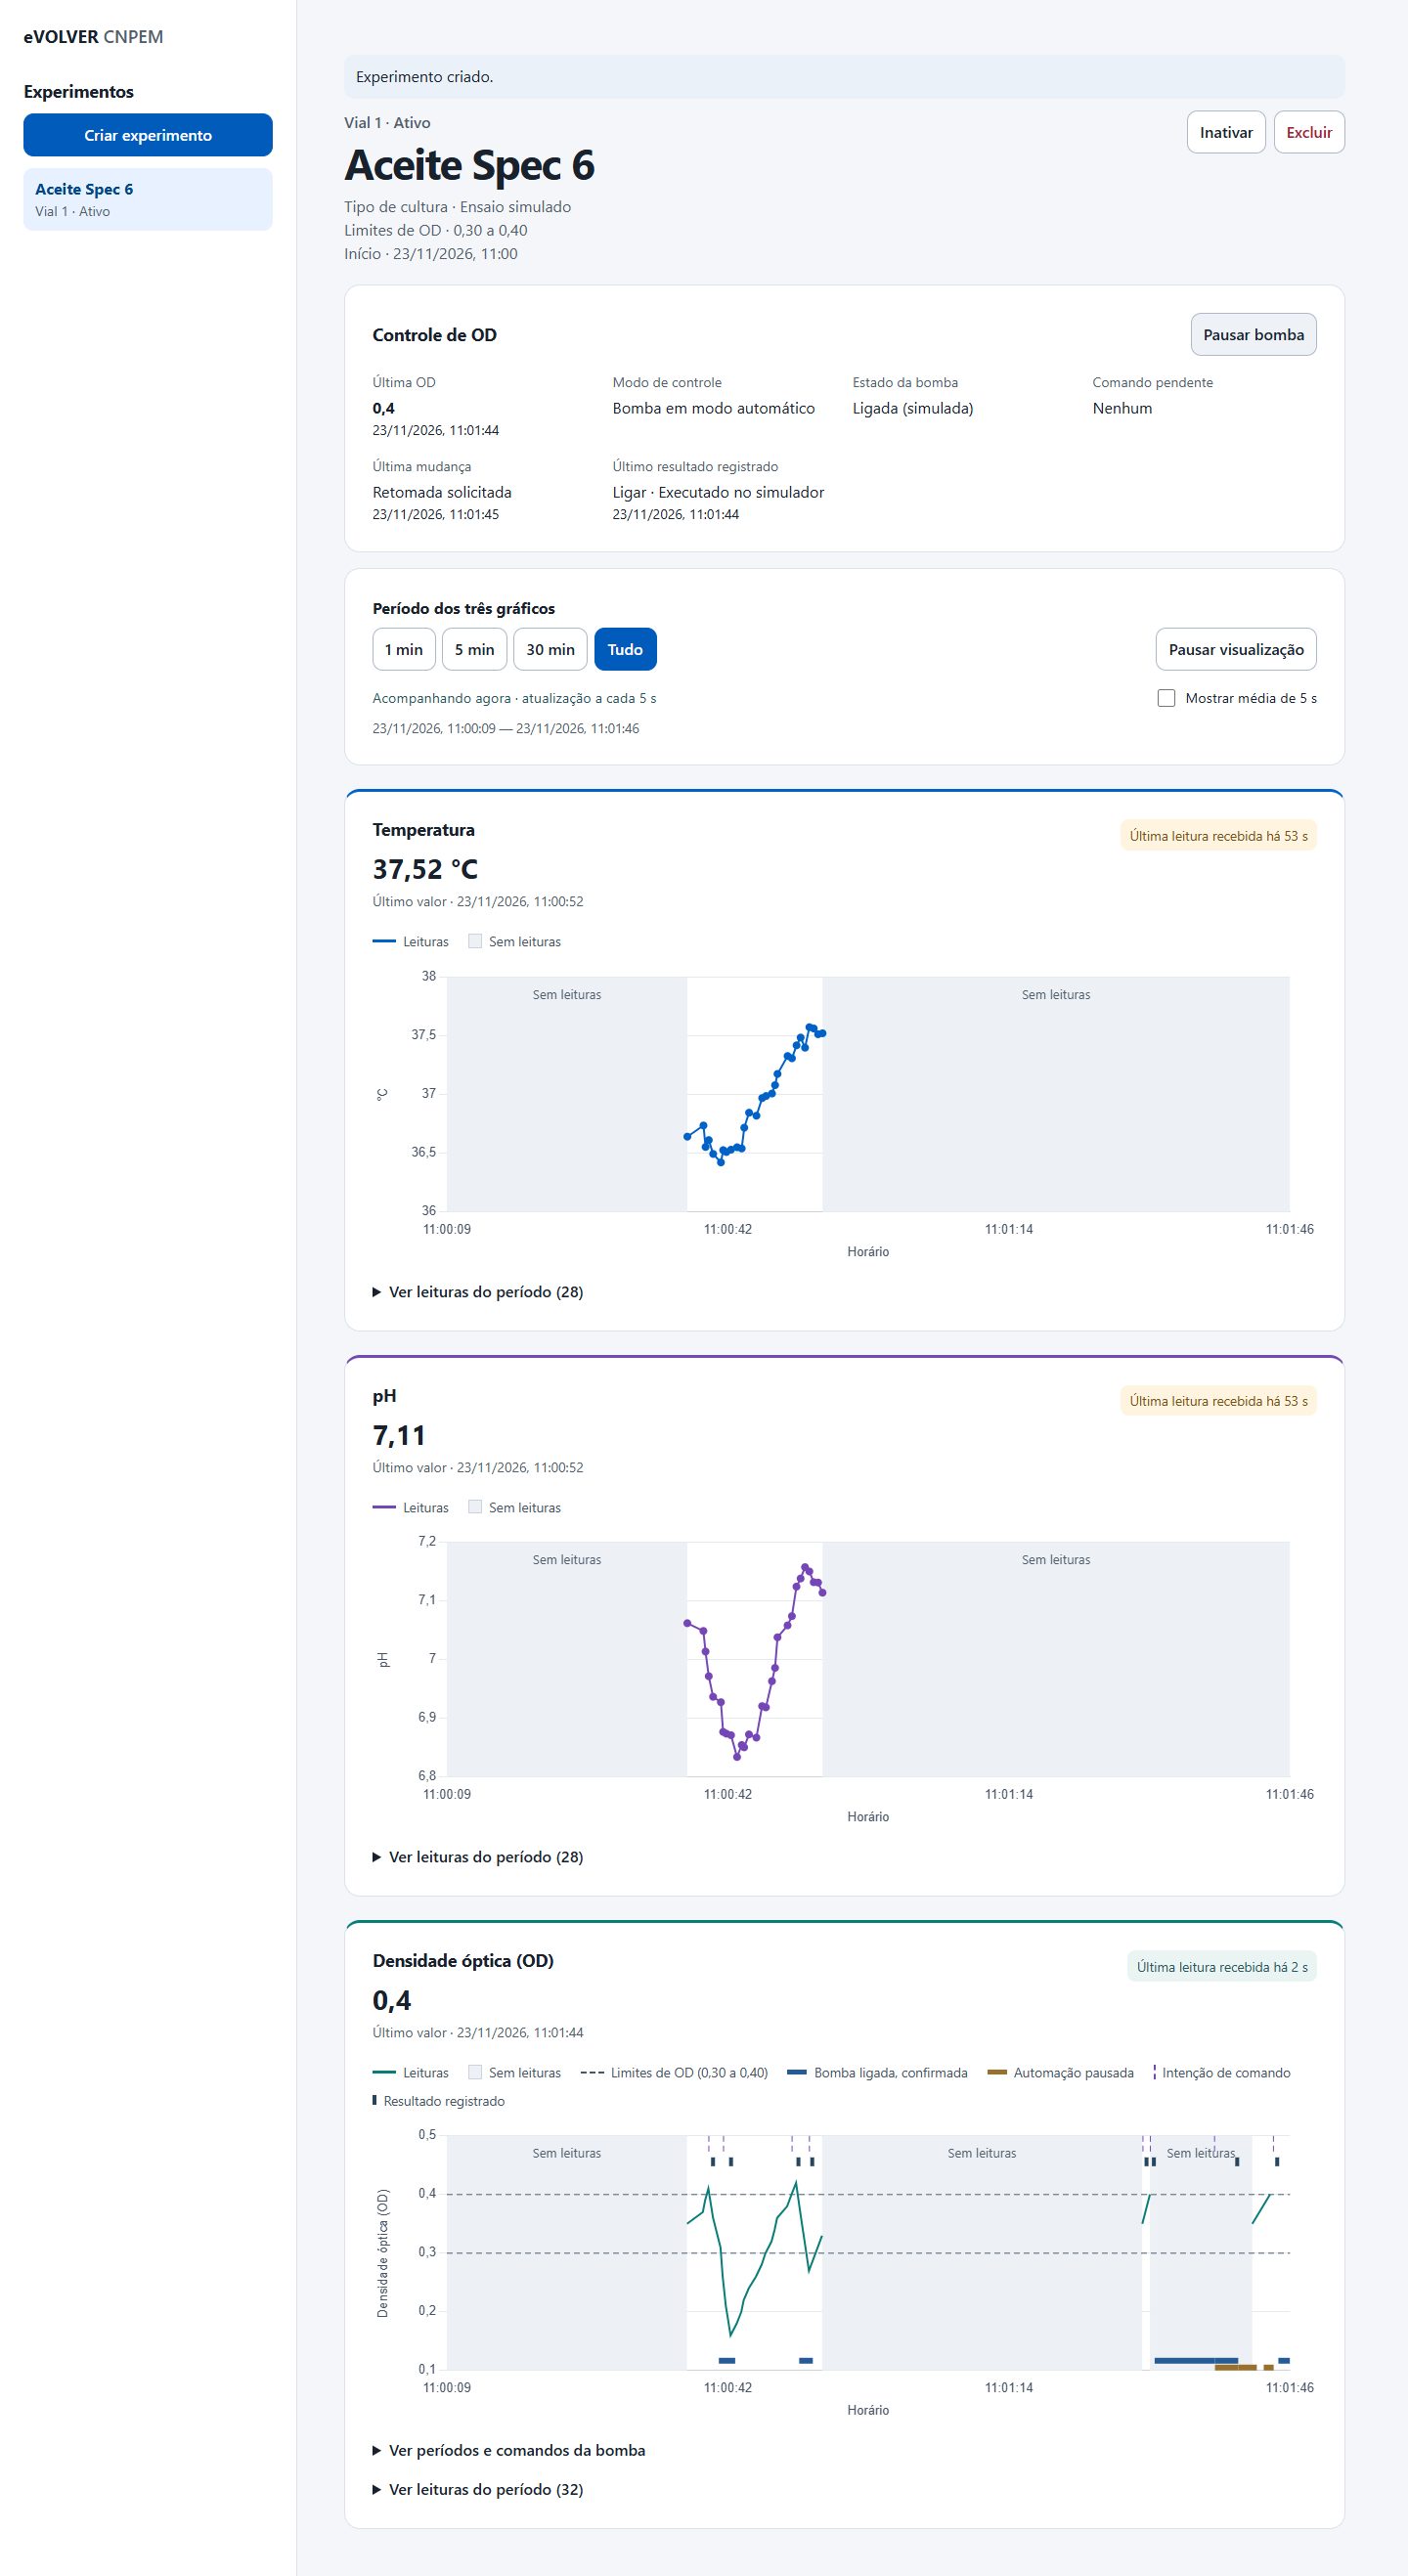 eVOLVER CNPEM
Experimentos
Criar experimento
Aceite Spec 6
Vial 1 · Ativo
Experimento criado.
Vial 1 · Ativo
Inativar
Excluir
Aceite Spec 6
Tipo de cultura · Ensaio simulado
Limites de OD · 0,30 a 0,40
Início · 23/11/2026, 11:00
Controle de OD
Pausar bomba
Última OD
Modo de controle
Estado da bomba
Comando pendente
0,4
Bomba em modo automático
Ligada (simulada)
Nenhum
23/11/2026, 11:01:44
Última mudança
Último resultado registrado
Retomada solicitada
Ligar · Executado no simulador
23/11/2026, 11:01:45
23/11/2026, 11:01:44
Período dos três gráficos
1 min
5 min
30 min
Tudo
Pausar visualização
Acompanhando agora · atualização a cada 5 s
Mostrar média de 5 s
23/11/2026, 11:00:09 — 23/11/2026, 11:01:46
Temperatura
Última leitura recebida há 53 s
37,52 °C
Último valor · 23/11/2026, 11:00:52
Leituras
Sem leituras
38
Sem leituras
Sem leituras
37,5
37
°C
36,5
36
11:00:09
11:00:42
11:01:14
11:01:46
Horário
Ver leituras do período (28)
pH
Última leitura recebida há 53 s
7,11
Último valor · 23/11/2026, 11:00:52
Leituras
Sem leituras
7,2
Sem leituras
Sem leituras
7,1
7
pH
6,9
6,8
11:00:09
11:00:42
11:01:14
11:01:46
Horário
Ver leituras do período (28)
Densidade óptica (OD)
Última leitura recebida há 2 s
0,4
Último valor · 23/11/2026, 11:01:44
Leituras
Sem leituras
Limites de OD (0,30 a 0,40)
Bomba ligada, confirmada
Automação pausada
Intenção de comando
Resultado registrado
0,5
Sem leituras
Sem leituras
Sem leituras
0,4
0,3
Densidade óptica (OD)
0,2
0,1
11:00:09
11:00:42
11:01:14
11:01:46
Horário
Ver períodos e comandos da bomba
Ver leituras do período (32)